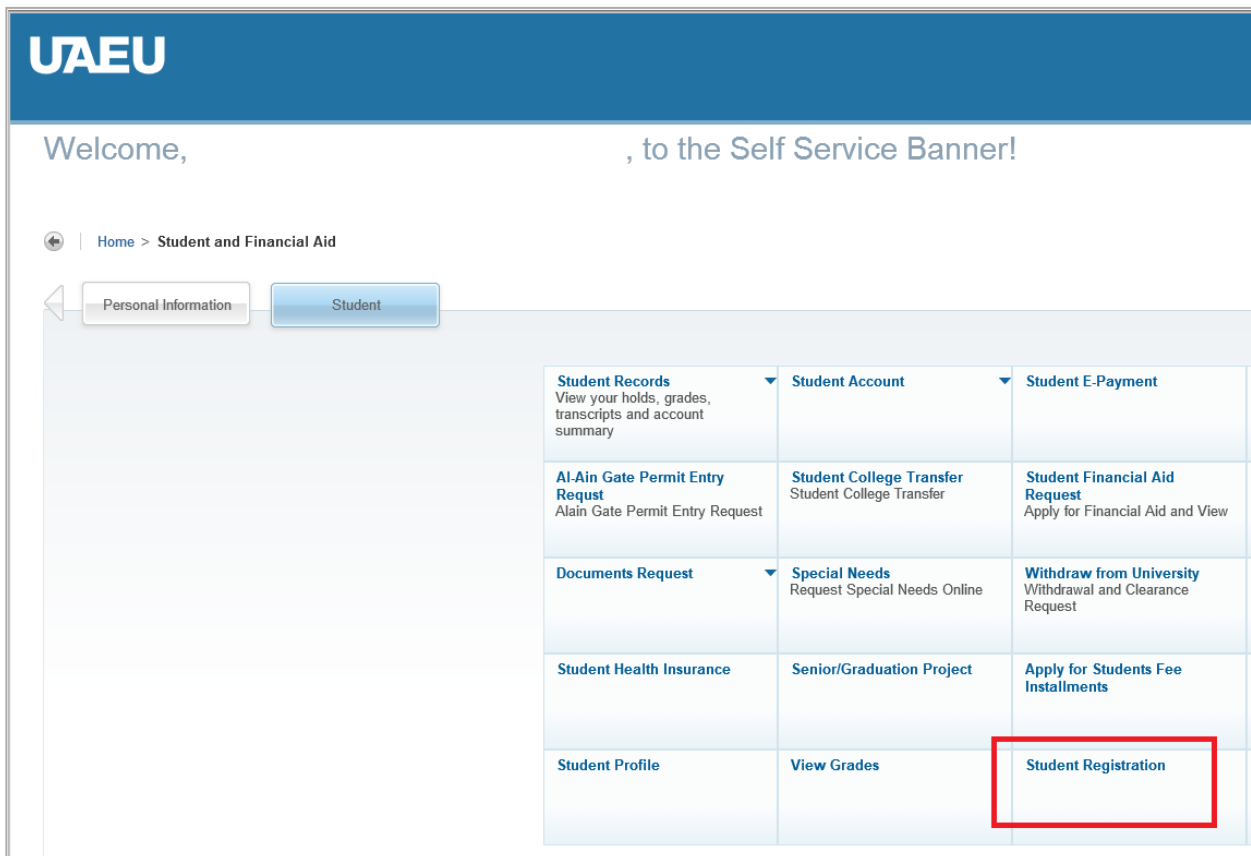 UAEU
Welcome, , to the Self Service Banner!
Home > Student and Financial Aid
Personal Information
Student
Student Records
View your holds, grades,
transcripts and account
summary
Student Account
Student E-Payment
Al-Ain Gate Permit Entry
Requst
Alain Gate Permit Entry Request
Student College Transfer
Student College Transfer
Student Financial Aid
Request
Apply for Financial Aid and View
Documents Request
Special Needs
Request Special Needs Online
Withdraw from University
Withdrawal and Clearance
Request
Student Health Insurance
Senior/Graduation Project
Apply for Students Fee
Installments
Student Profile
View Grades
Student Registration